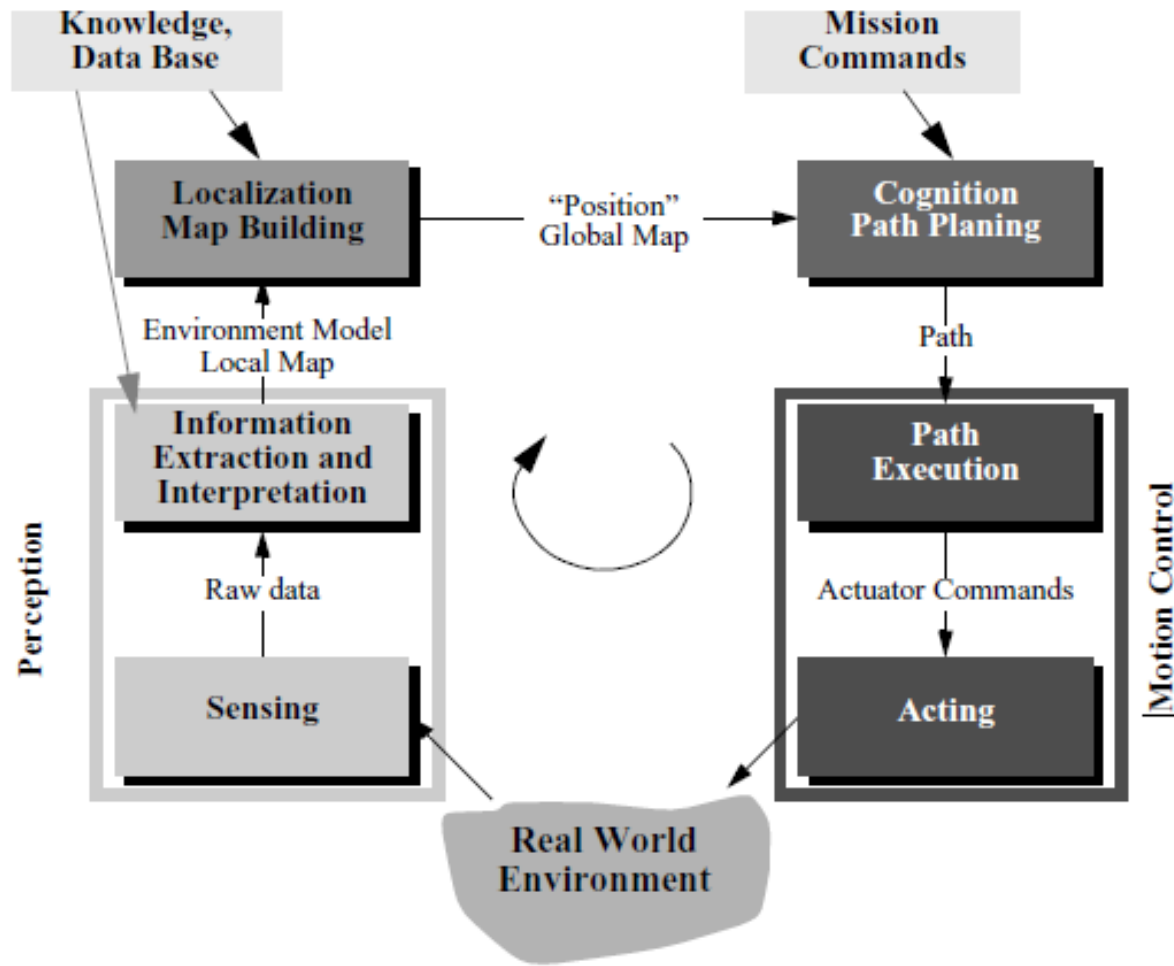 Knowledge,
Data Base
Mission
Commands
Localization
Map Building
“Position”
Global Map
Cognition
Path Planing
Environment Model
Local Map
Path
Information
Extraction and
Interpretation
Path
Execution
Perception
Raw data
Actuator Commands
Motion Control
Sensing
Acting
Real World
Environment